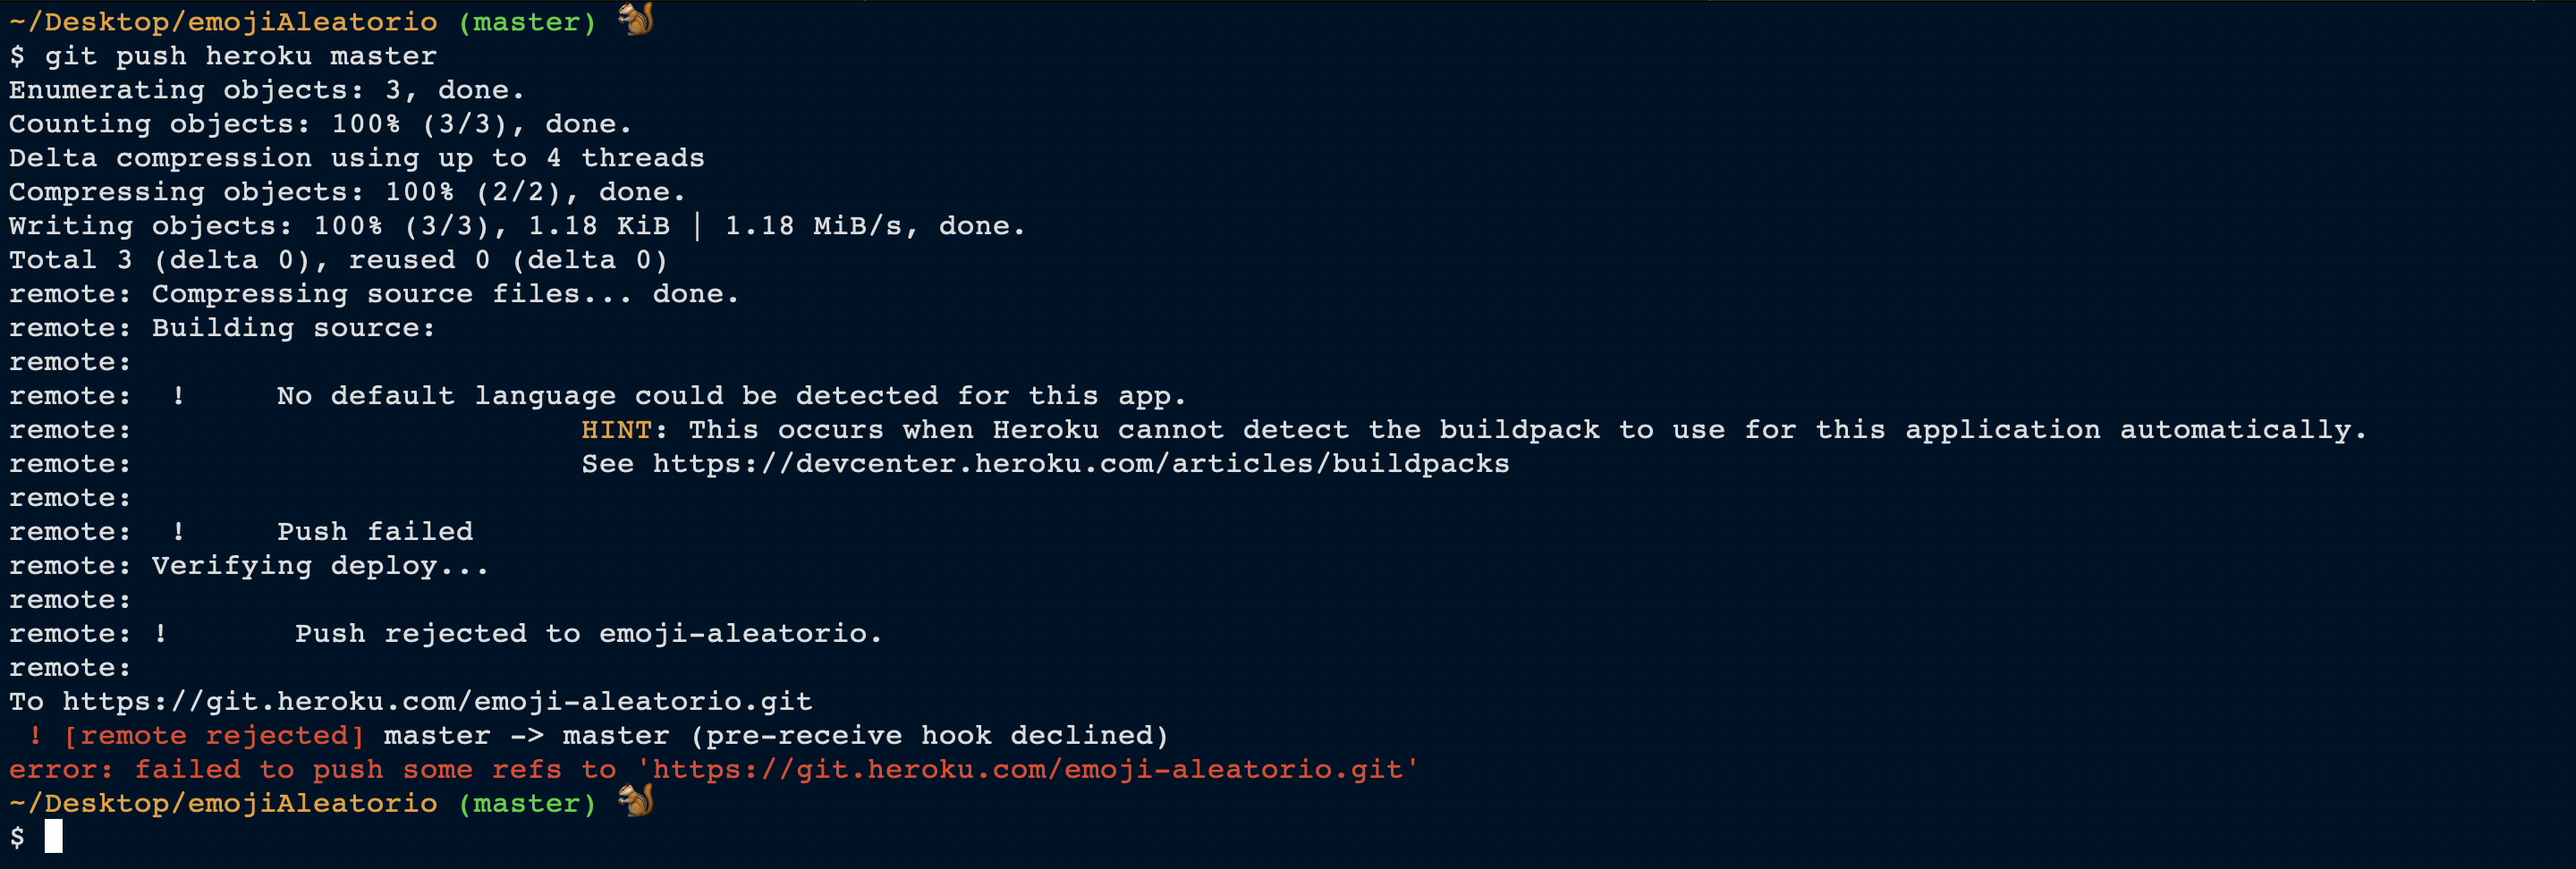 ~/Desktop/emojiAleatorio (master) 🐿️
$ git push heroku master
Enumerating objects: 3, done.
Counting objects: 100% (3/3), done.
Delta compression using up to 4 threads
Compressing objects: 100% (2/2), done.
Writing objects: 100% (3/3), 1.18 KiB | 1.18 MiB/s, done.
Total 3 (delta 0), reused 0 (delta 0)
remote: Compressing source files... done.
remote: Building source:
remote:
remote:  !     No default language could be detected for this app.
remote:                         HINT: This occurs when Heroku cannot detect the buildpack to use for this application automatically.
remote:                         See https://devcenter.heroku.com/articles/buildpacks
remote:
remote:  !     Push failed
remote: Verifying deploy...
remote:
remote: !       Push rejected to emoji-aleatorio.
remote:
To https://git.heroku.com/emoji-aleatorio.git
 ! [remote rejected] master -> master (pre-receive hook declined)
error: failed to push some refs to 'https://git.heroku.com/emoji-aleatorio.git'
~/Desktop/emojiAleatorio (master) 🐿️
$